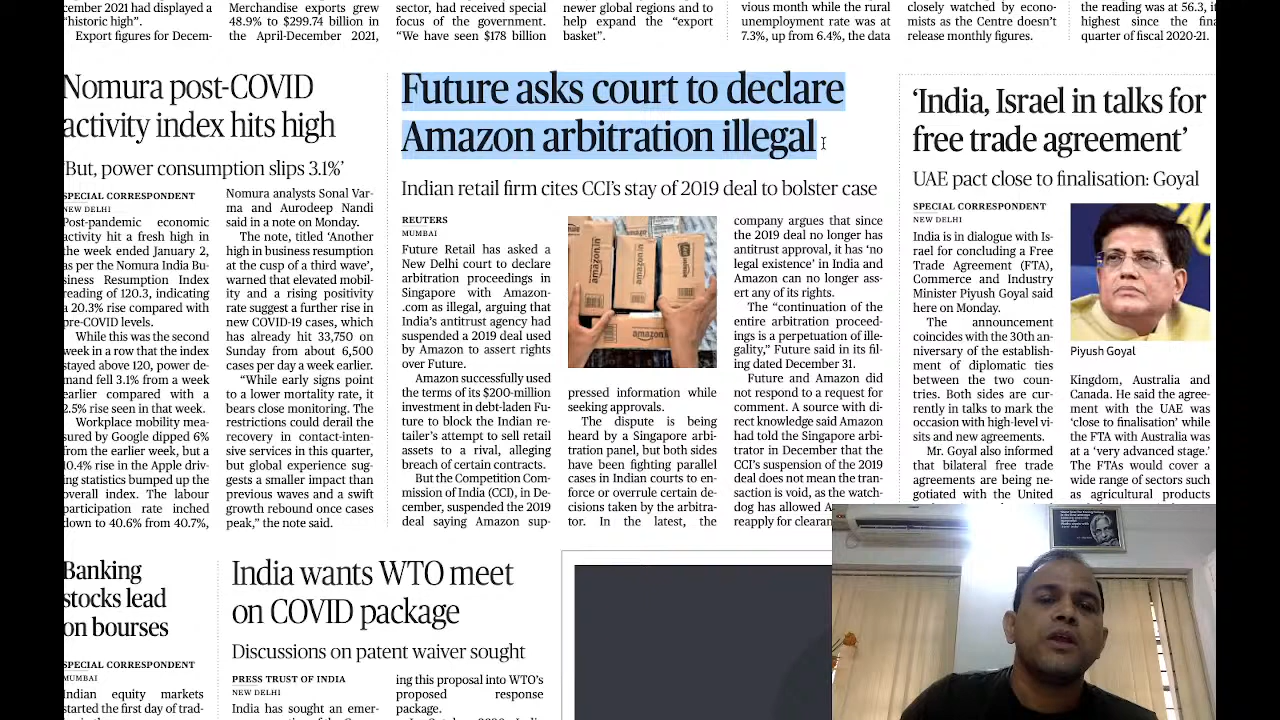 cember 2021 had displayed a
"historic high".
Export figures for Decem-
Merchandise exports grew
48.9% to $299.74 billion in
the April-December 2021,
sector, had received special
focus of the government.
"We have seen $178 billion
newer global regions and to
help expand the "export
basket".
vious month while the rural
unemployment rate was at
7.3%, up from 6.4%, the data
closely watched by econo-
mists as the Centre doesn't
release monthly figures.
the reading was at 56.3, i
highest since the fina
quarter of fiscal 2020-21.
Nomura post-COVID
activity index hits high
'But, power consumption slips 3.1%'
SPECIAL CORRESPONDENT
NEW DELHI
Post-pandemic economic
activity hit a fresh high in
the week ended January 2,
as per the Nomura India Bu-
siness Resumption Index
reading of 120.3, indicating
a 20.3% rise compared with
pre-COVID levels.
While this was the second
week in a row that the index
stayed above 120, power de-
mand fell 3.1% from a week
earlier compared with a
2.5% rise seen in that week.
Workplace mobility mea-
sured by Google dipped 6%
from the earlier week, but a
10.4% rise in the Apple driv-
ing statistics bumped up the
overall index. The labour
participation rate inched
down to 40.6% from 40.7%,
Nomura analysts Sonal Var-
ma and Aurodeep Nandi
said in a note on Monday.
The note, titled 'Another
high in business resumption
at the cusp of a third wave',
warned that elevated mobil-
ity and a rising positivity
rate suggest a further rise in
new COVID-19 cases, which
has already hit 33,750 on
Sunday from about 6,500
cases per day a week earlier.
"While early signs point
to a lower mortality rate, it
bears close monitoring. The
restrictions could derail the
recovery in contact-inten-
sive services in this quarter,
but global experience sug-
gests a smaller impact than
previous waves and a swift
growth rebound once cases
peak," the note said.
Future asks court to declare
Amazon arbitration illegal
Indian retail firm cites CCI's stay of 2019 deal to bolster case
REUTERS
MUMBAI
Future Retail has asked a
New Delhi court to declare
arbitration proceedings in
Singapore with Amazon-
.com as illegal, arguing that
India's antitrust agency had
suspended a 2019 deal used
by Amazon to assert rights
over Future.
Amazon successfully used
the terms of its $200-million
investment in debt-laden Fu-
ture to block the Indian re-
tailer's attempt to sell retail
assets to a rival, alleging
breach of certain contracts.
But the Competition Com-
mission of India (CCI), in De-
cember, suspended the 2019
deal saying Amazon sup-
amazon.in
amazon.in
amazon.in
pressed information while
seeking approvals.
The dispute is being
heard by a Singapore arbi-
tration panel, but both sides
have been fighting parallel
cases in Indian courts to en-
force or overrule certain de-
cisions taken by the arbitra-
tor. In the latest, the
company argues that since
the 2019 deal no longer has
antitrust approval, it has 'no
legal existence' in India and
Amazon can no longer ass-
ert any of its rights.
The "continuation of the
entire arbitration proceed-
ings is a perpetuation of ille-
gality," Future said in its fil-
ing dated December 31.
Future and Amazon did
not respond to a request for
comment. A source with di-
rect knowledge said Amazon
had told the Singapore arbi-
trator in December that the
CCI's suspension of the 2019
deal does not mean the tran-
saction is void, as the watch-
dog has allowed A
reapply for clearan
'India, Israel in talks for
free trade agreement'
UAE pact close to finalisation: Goyal
SPECIAL CORRESPONDENT
NEW DELHI
India is in dialogue with Is-
rael for concluding a Free
Trade Agreement (FTA),
Commerce and Industry
Minister Piyush Goyal said
here on Monday.
The announcement
coincides with the 30th an-
niversary of the establish-
ment of diplomatic ties
between the two coun-
tries. Both sides are cur-
rently in talks to mark the
occasion with high-level vi-
sits and new agreements.
Mr. Goyal also informed
that bilateral free trade
agreements are being ne-
gotiated with the United
Piyush Goyal
Kingdom, Australia and
Canada. He said the agree-
ment with the UAE was
'close to finalisation' while
the FTA with Australia was
at a 'very advanced stage.'
The FTAs would cover a
wide range of sectors such
as agricultural products
Banking
stocks lead
on bourses
SPECIAL CORRESPONDENT
MUMBAI
Indian equity markets
started the first day of trad-
India wants WTO meet
on COVID package
Discussions on patent waiver sought
PRESS TRUST OF INDIA
NEW DELHI
India has sought an emer-
ing this proposal into WTO's
proposed response
package.